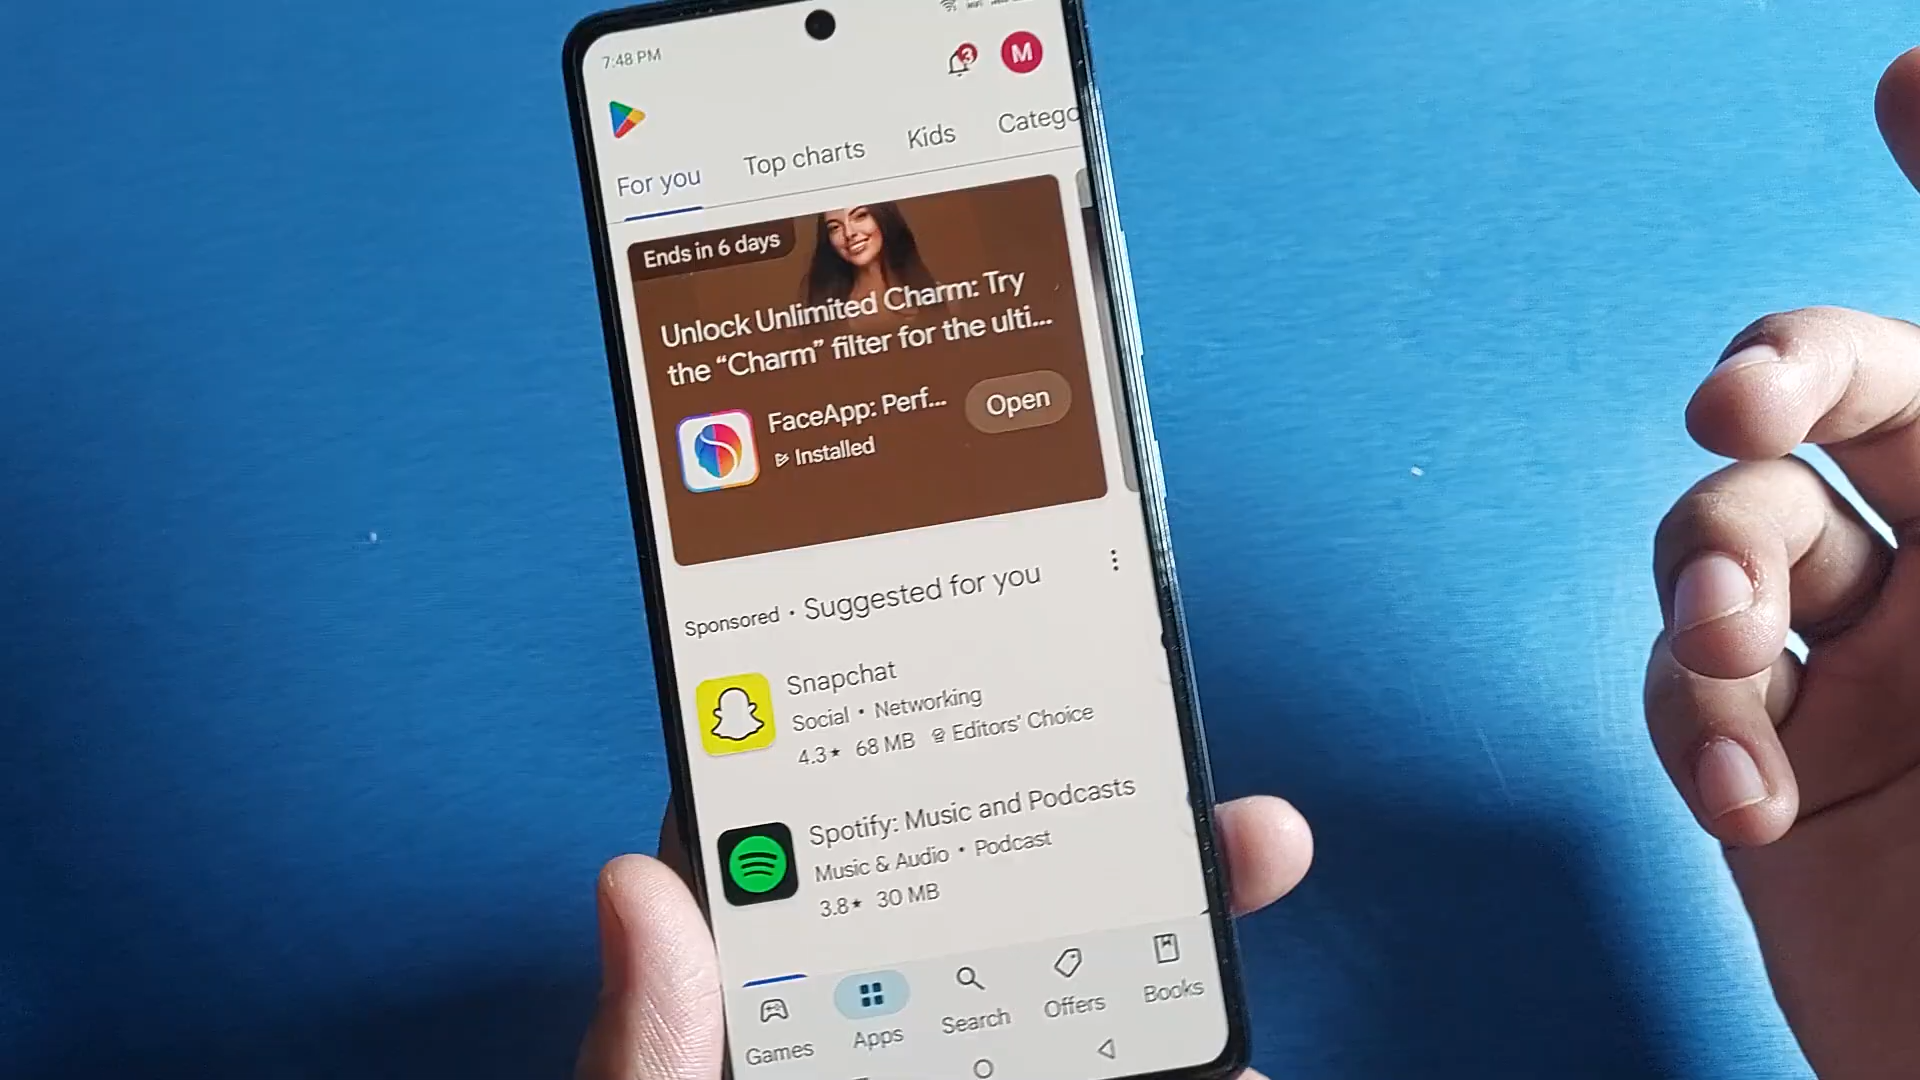 7:48 PM
3
M
For you
Top charts
Kids
Catego
Ends in 6 days
Unlock Unlimited Charm: Try
the “Charm” filter for the ulti...
FaceApp: Perf...
Installed
Open
Sponsored • Suggested for you
Snapchat
Social • Networking
4.3★ 68 MB Editors' Choice
Spotify: Music and Podcasts
Music & Audio • Podcast
3.8★ 30 MB
Games
Apps
Search
Offers
Books